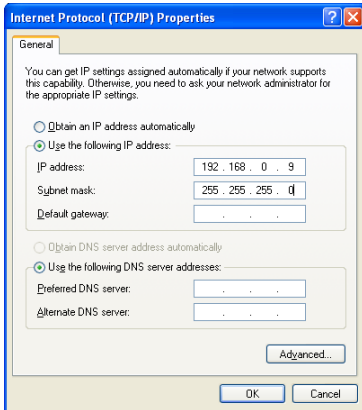 Internet Protocol (TCP/IP) Properties
General
You can get IP settings assigned automatically if your network supports
this capability. Otherwise, you need to ask your network administrator for
the appropriate IP settings.
Obtain an IP address automatically
Use the following IP address:
IP address: 192 . 168 . 0 . 9
Subnet mask: 255 . 255 . 255 . 0
Default gateway: . . .
Obtain DNS server address automatically
Use the following DNS server addresses:
Preferred DNS server: . . .
Alternate DNS server: . . .
Advanced...
OK Cancel